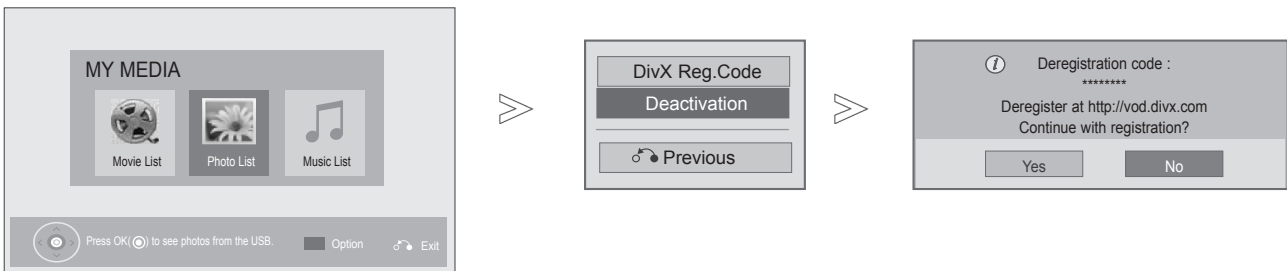 MY MEDIA
Movie List
Photo List
Music List
Press OK(◉) to see photos from the USB.
Option
Exit
DivX Reg.Code
Deactivation
Previous
Deregistration code :
********
Deregister at http://vod.divx.com
Continue with registration?
Yes
No